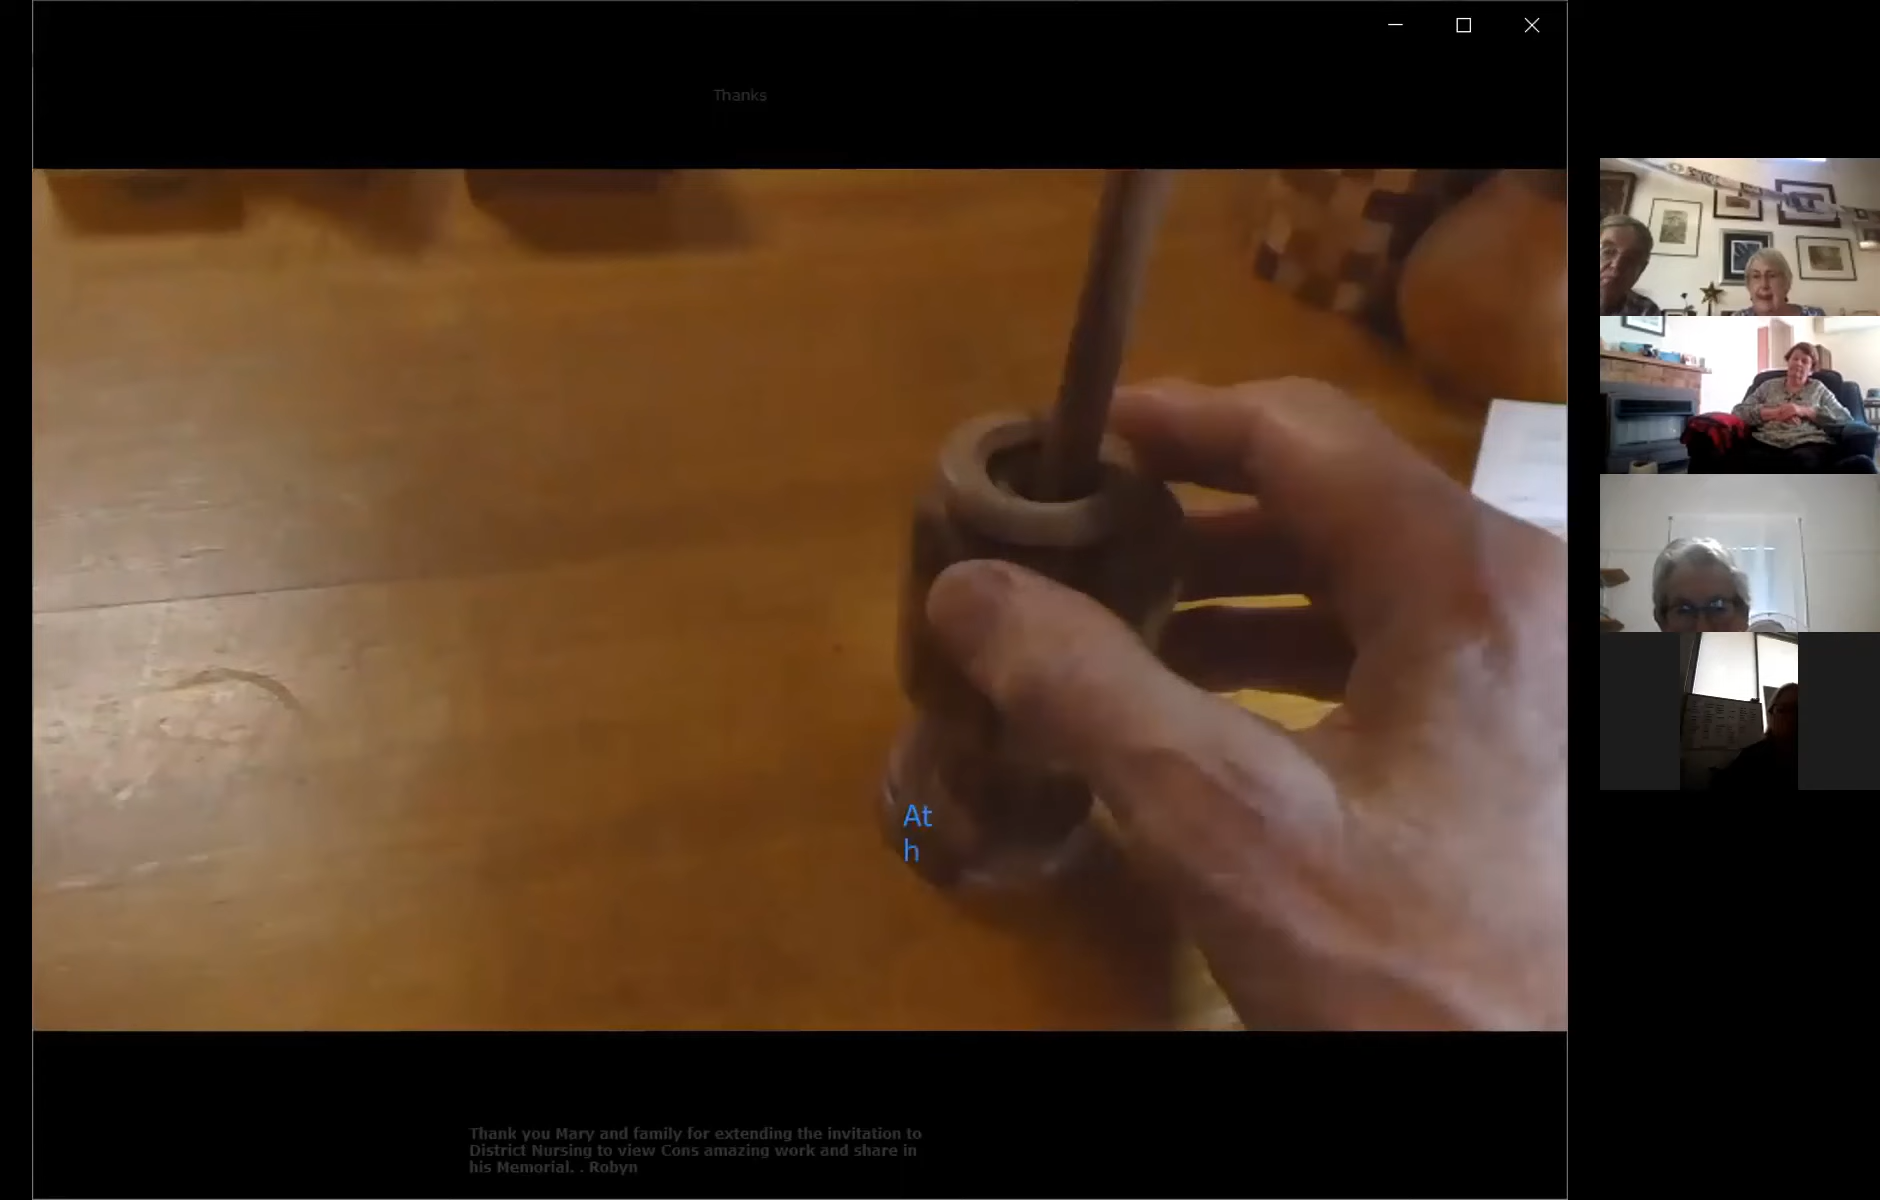 Thanks
At
h
Thank you Mary and family for extending the invitation to
District Nursing to view Cons amazing work and share in
his Memorial. . Robyn